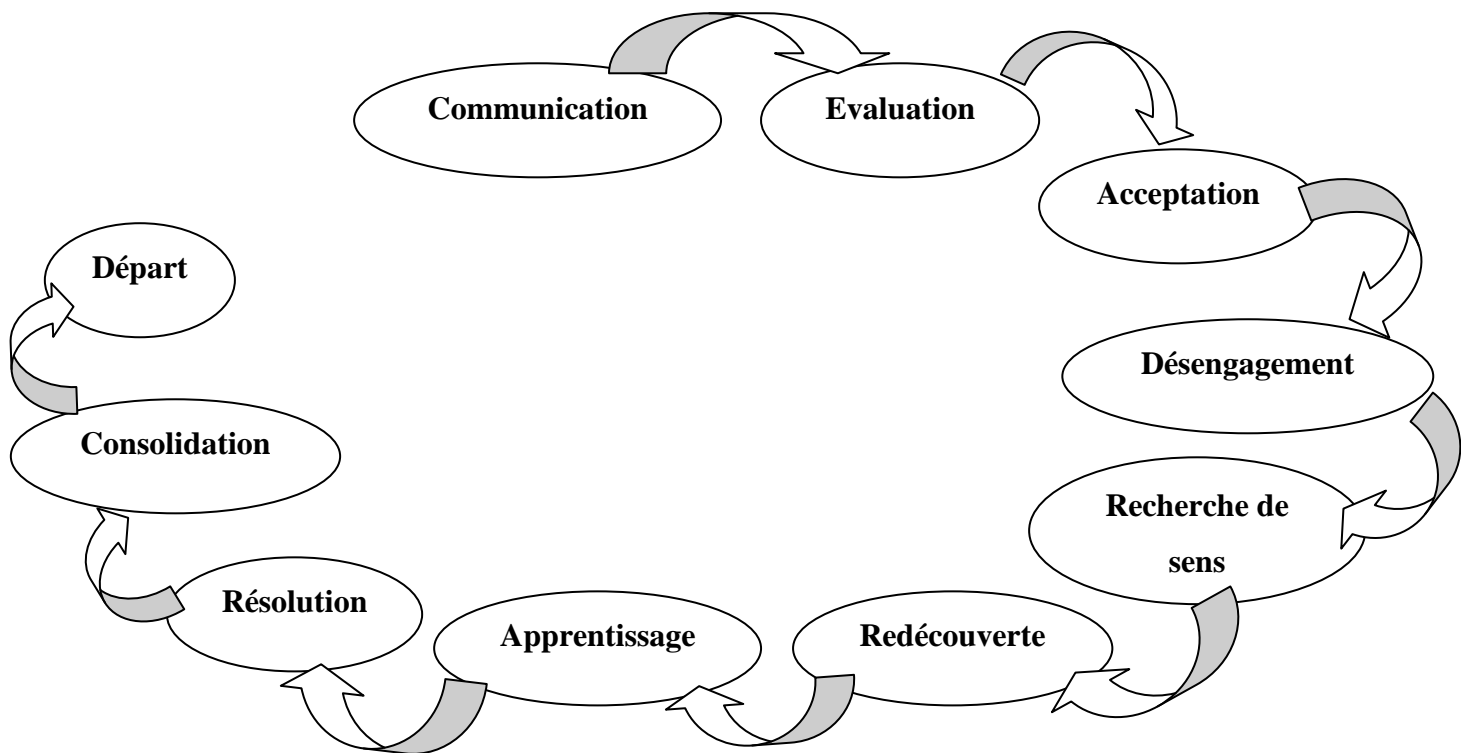 Communication
Evaluation
Acceptation
Désengagement
Recherche de
sens
Redécouverte
Apprentissage
Résolution
Consolidation
Départ